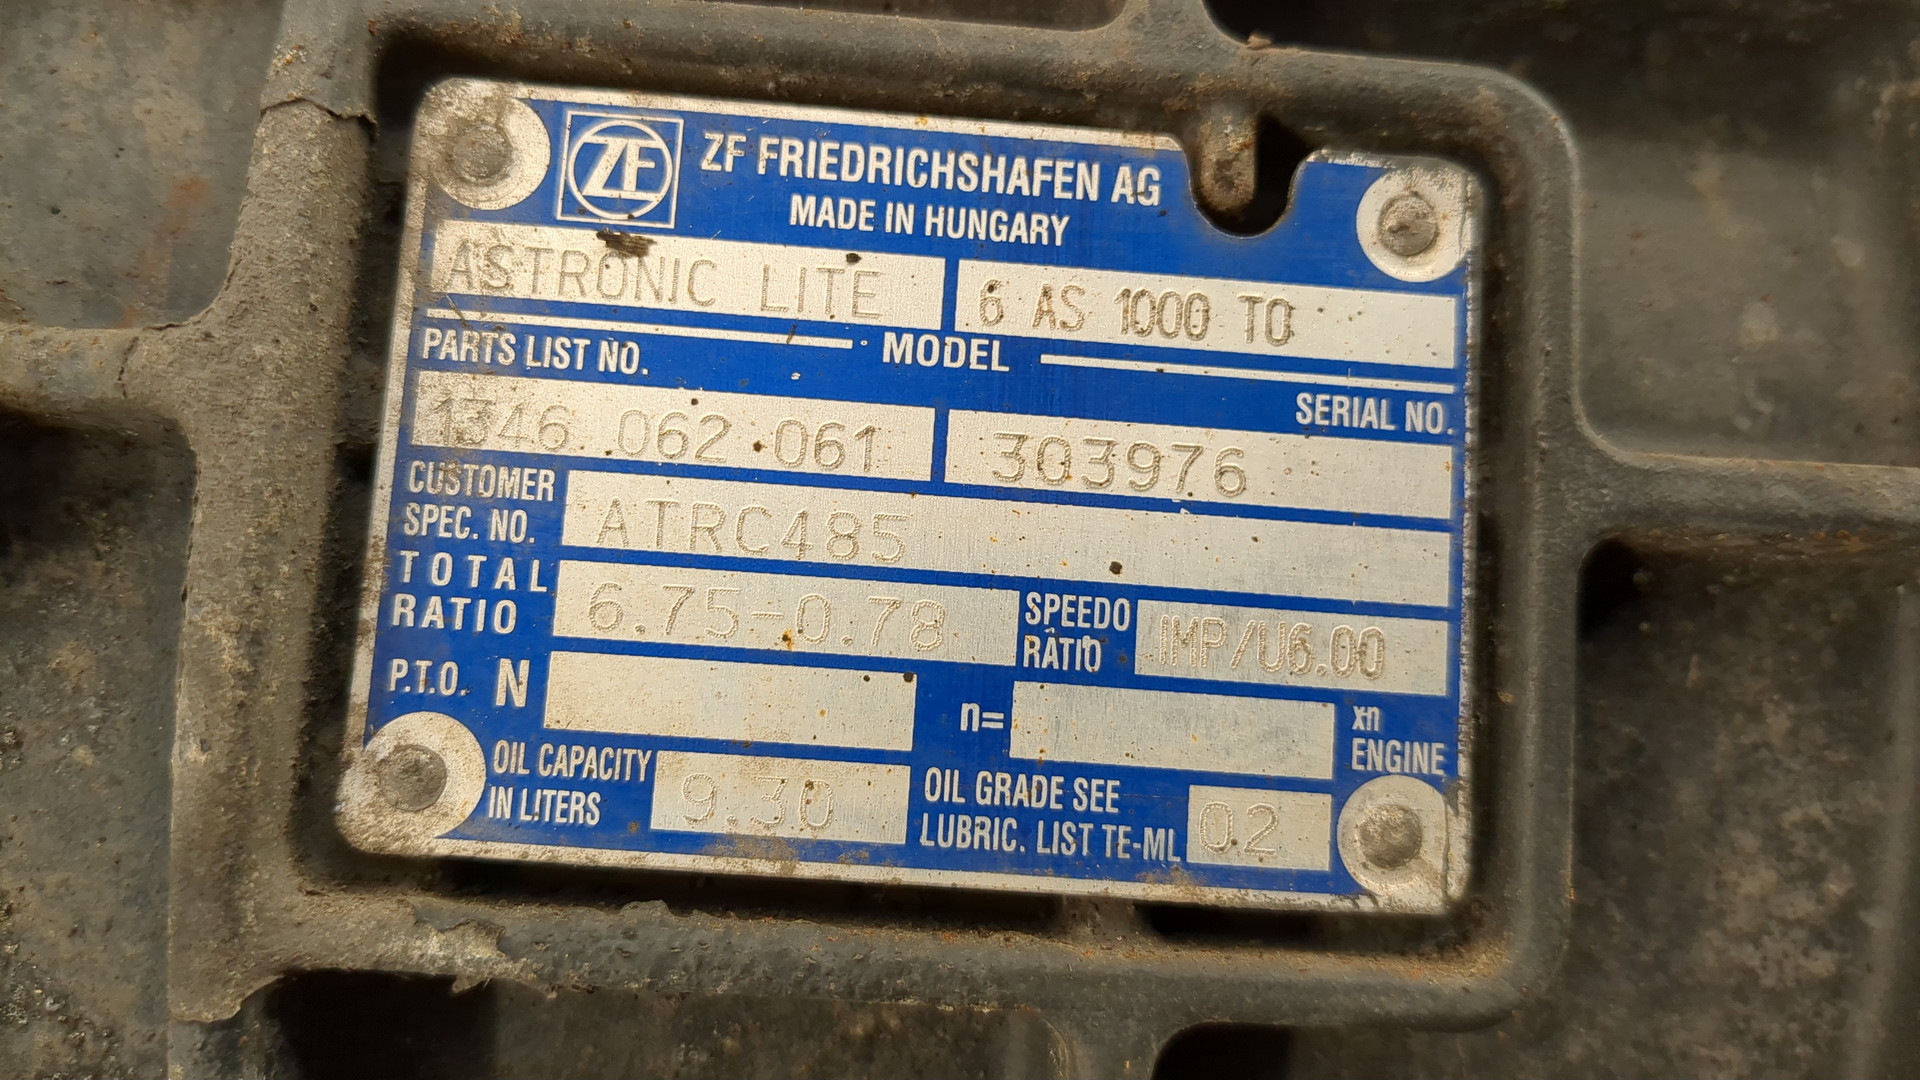 ZF
ZF FRIEDRICHSHAFEN AG
MADE IN HUNGARY
ASTRONIC LITE
6 AS 1000 TO
MODEL
PARTS LIST NO.
SERIAL NO.
1346 062 061
303976
CUSTOMER
SPEC. NO.
ATRC485
TOTAL
RATIO
6.75-0.78
SPEEDO
RATIO
IMP/U6.00
P.T.O. N
n=
xn
ENGINE
OIL CAPACITY
IN LITERS
9.30
OIL GRADE SEE
LUBRIC. LIST TE-ML
02